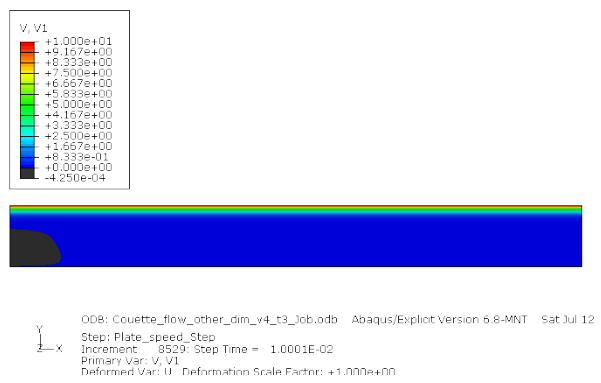 V, V1
+1.000e+01
+9.167e+00
+8.333e+00
+7.500e+00
+6.667e+00
+5.833e+00
+5.000e+00
+4.167e+00
+3.333e+00
+2.500e+00
+1.667e+00
+8.333e-01
+0.000e+00
-4.250e-04
Y
Z X
ODB: Couette_flow_other_dim_v4_t3_Job.odb Abaqus/Explicit Version 6.8-MNT Sat Jul 12
Step: Plate_speed_Step
Increment 8529: Step Time = 1.0001E-02
Primary Var: V, V1
Deformed Var: U Deformation Scale Factor: +1.000e+00